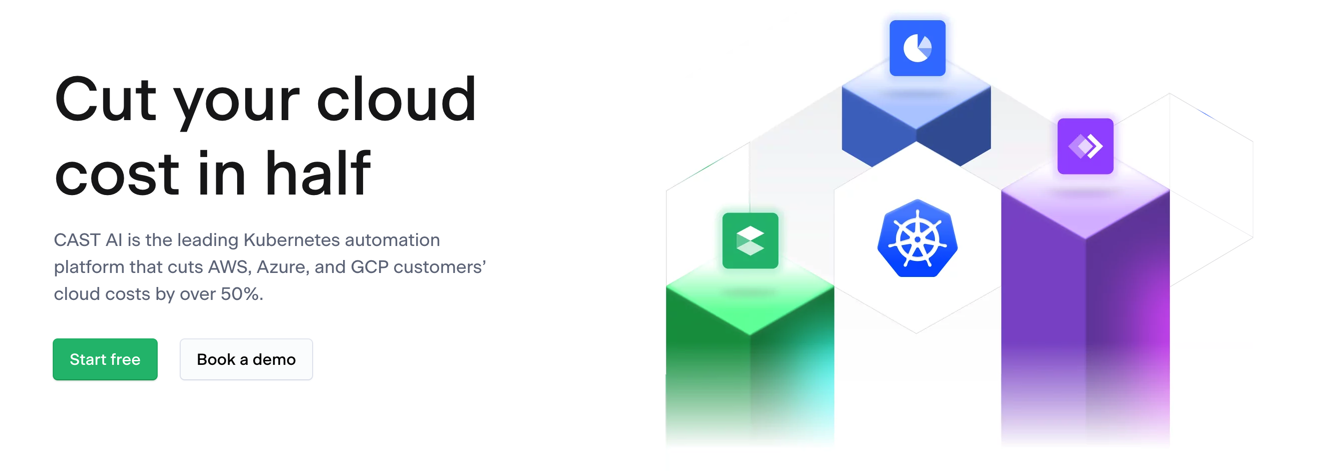 Cut your cloud
cost in half
CAST AI is the leading Kubernetes automation
platform that cuts AWS, Azure, and GCP customers’
cloud costs by over 50%.
Start free
Book a demo